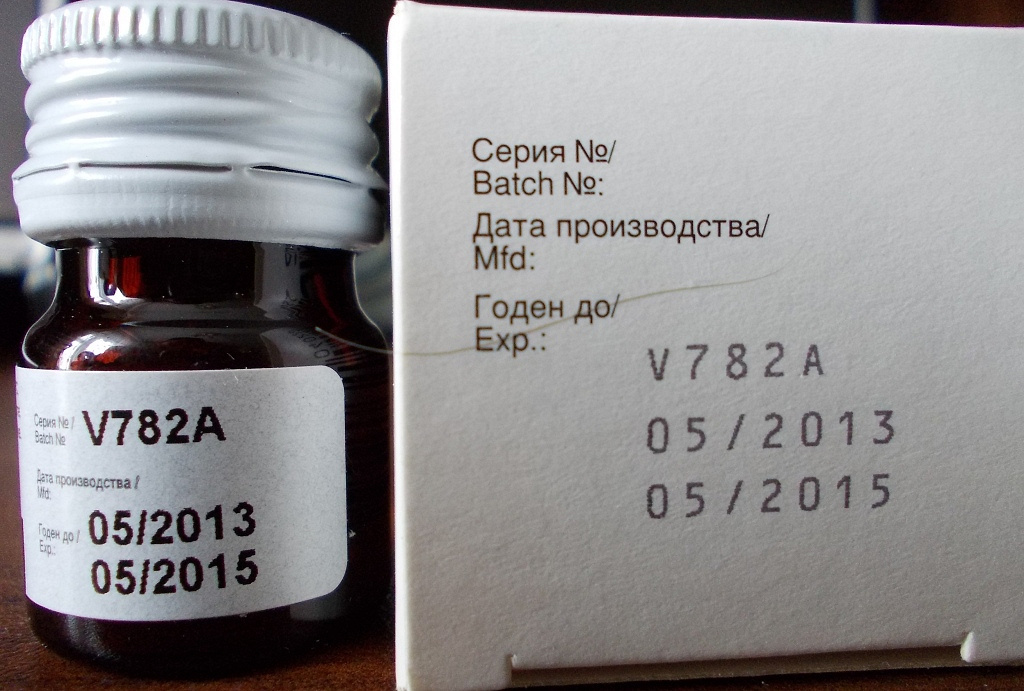 Серия №/
Batch №
V782A
Дата производства/
Mfd:
Годен до/
Exp.:
05/2013
05/2015
Серия №/
Batch №:
Дата производства/
Mfd:
Годен до/
Exp.:
V782A
05/2013
05/2015